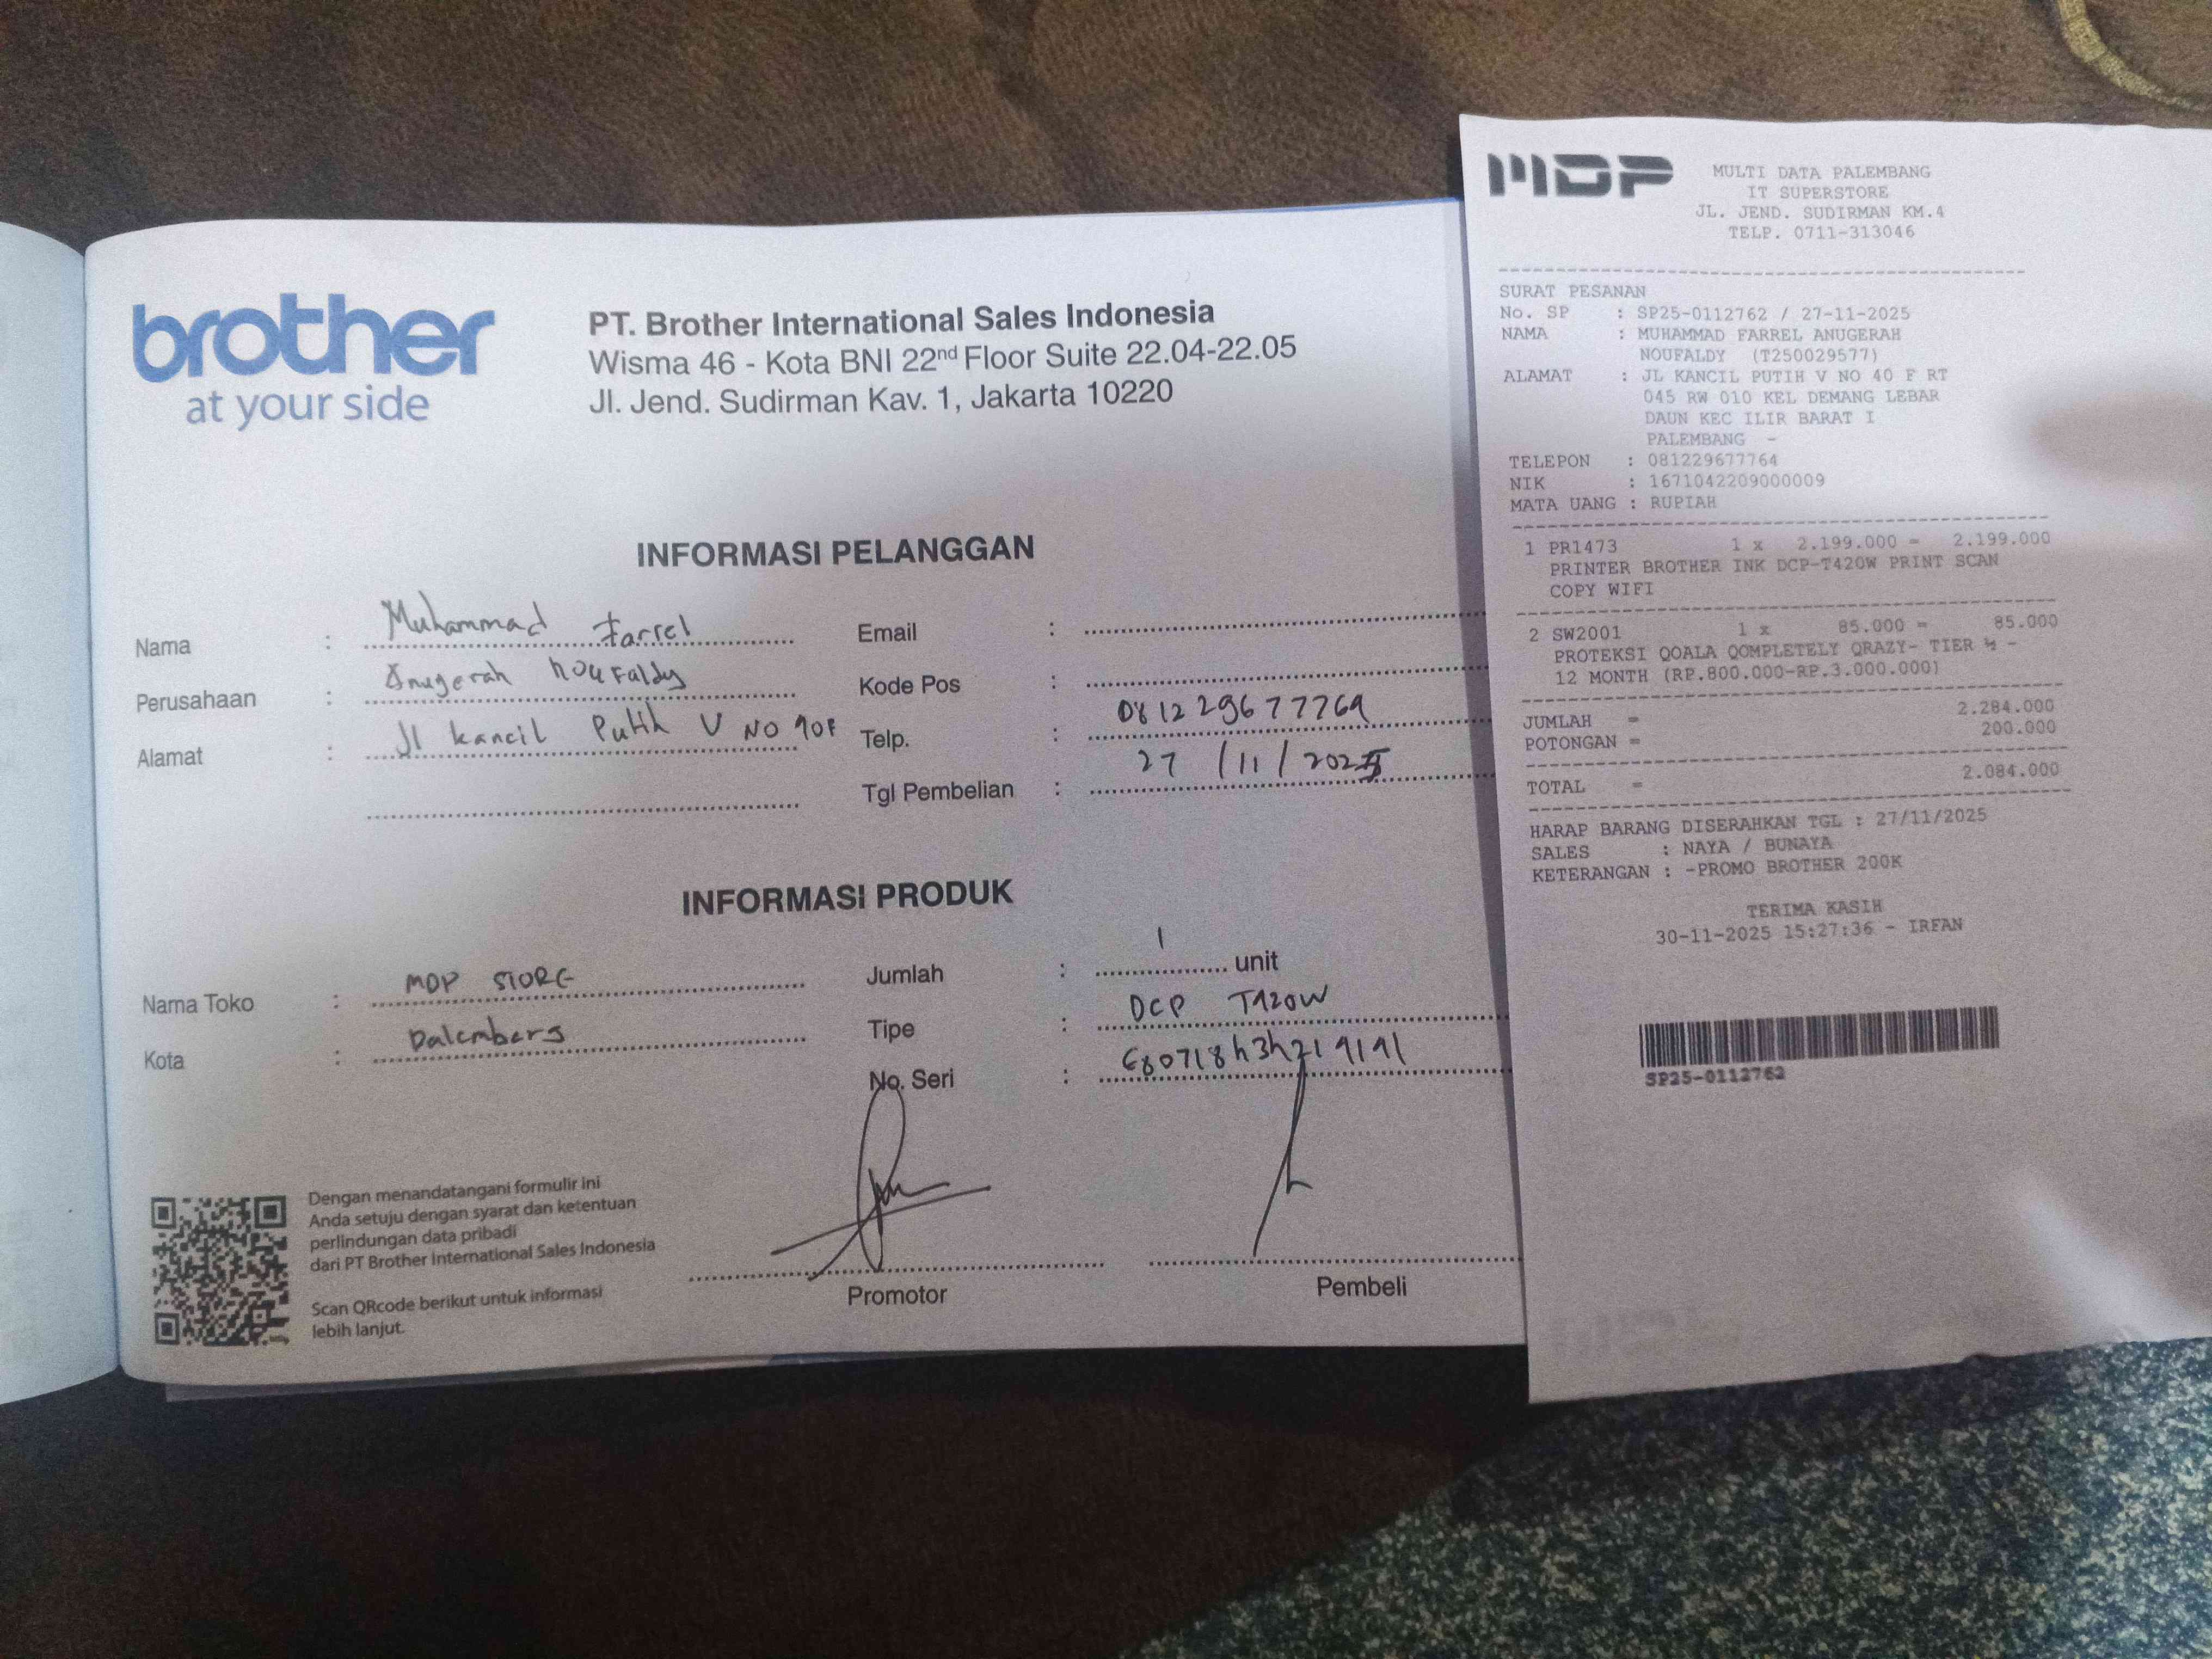 brother
at your side
PT. Brother International Sales Indonesia
Wisma 46 - Kota BNI 22nd Floor Suite 22.04-22.05
Jl. Jend. Sudirman Kav. 1, Jakarta 10220
INFORMASI PELANGGAN
Nama : Muhammad Farrel
Perusahaan : Anugerah Noufaldy
Alamat : Jl kancil Putih V NO 40F
Email :
Kode Pos :
Telp. : 081229677764
Tgl Pembelian : 27 / 11 / 2025
INFORMASI PRODUK
Nama Toko : MDP STORE
Kota : Palembang
Jumlah : 1 unit
Tipe : DCP T420W
No. Seri :
Dengan menandatangani formulir ini
Anda setuju dengan syarat dan ketentuan
perlindungan data pribadi
dari PT Brother International Sales Indonesia
Scan QRcode berikut untuk informasi
lebih lanjut.
Promotor
Pembeli
MDP
MULTI DATA PALEMBANG
IT SUPERSTORE
JL. JEND. SUDIRMAN KM.4
TELP. 0711-313046
SURAT PESANAN
No. SP : SP25-0112762 / 27-11-2025
NAMA : MUHAMMAD FARREL ANUGERAH
NOUFALDY (T250029577)
ALAMAT : JL KANCIL PUTIH V NO 40 F RT
045 RW 010 KEL DEMANG LEBAR
DAUN KEC ILIR BARAT I
PALEMBANG -
TELEPON : 081229677764
NIK : 1671042209000009
MATA UANG : RUPIAH
1 PR1473 1 x 2.199.000 = 2.199.000
PRINTER BROTHER INK DCP-T420W PRINT SCAN
COPY WIFI
2 SW2001 1 x 85.000 = 85.000
PROTEKSI QOALA QOMPLETELY QRAZY- TIER ½ -
12 MONTH (RP.800.000-RP.3.000.000)
JUMLAH = 2.284.000
POTONGAN = 200.000
TOTAL = 2.084.000
HARAP BARANG DISERAHKAN TGL : 27/11/2025
SALES : NAYA / BUNAYA
KETERANGAN : -PROMO BROTHER 200K
TERIMA KASIH
30-11-2025 15:27:36 - IRFAN
SP25-0112762